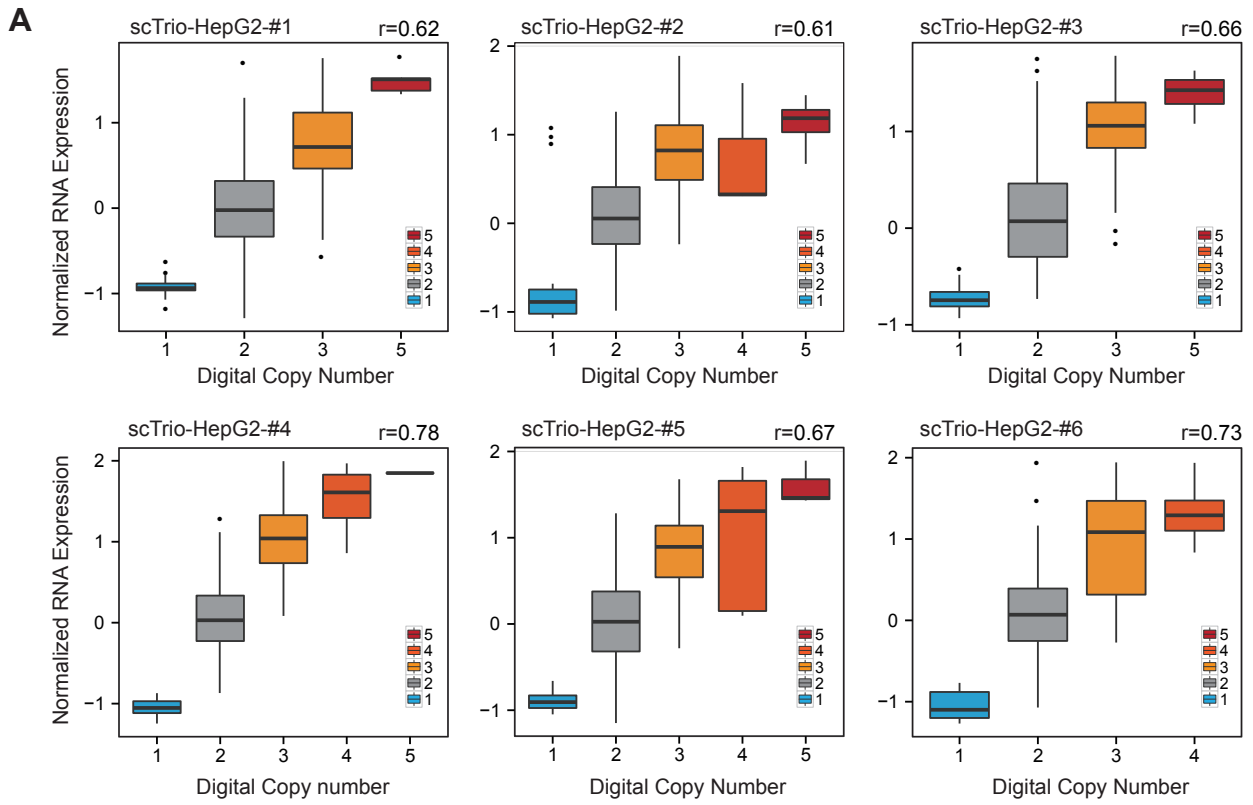 A
scTrio-HepG2-#1 r=0.62
Normalized RNA Expression
1
0
−1
5
4
3
2
1
1 2 3 5
Digital Copy Number
scTrio-HepG2-#2 r=0.61
2
1
0
−1
5
4
3
2
1
1 2 3 4 5
Digital Copy Number
scTrio-HepG2-#3 r=0.66
1
0
−1
5
4
3
2
1
1 2 3 5
Digital Copy Number
scTrio-HepG2-#4 r=0.78
Normalized RNA Expression
2
1
0
−1
5
4
3
2
1
1 2 3 4 5
Digital Copy number
scTrio-HepG2-#5 r=0.67
2
1
0
−1
5
4
3
2
1
1 2 3 4 5
Digital Copy Number
scTrio-HepG2-#6 r=0.73
2
1
0
−1
5
4
3
2
1
1 2 3 4
Digital Copy Number